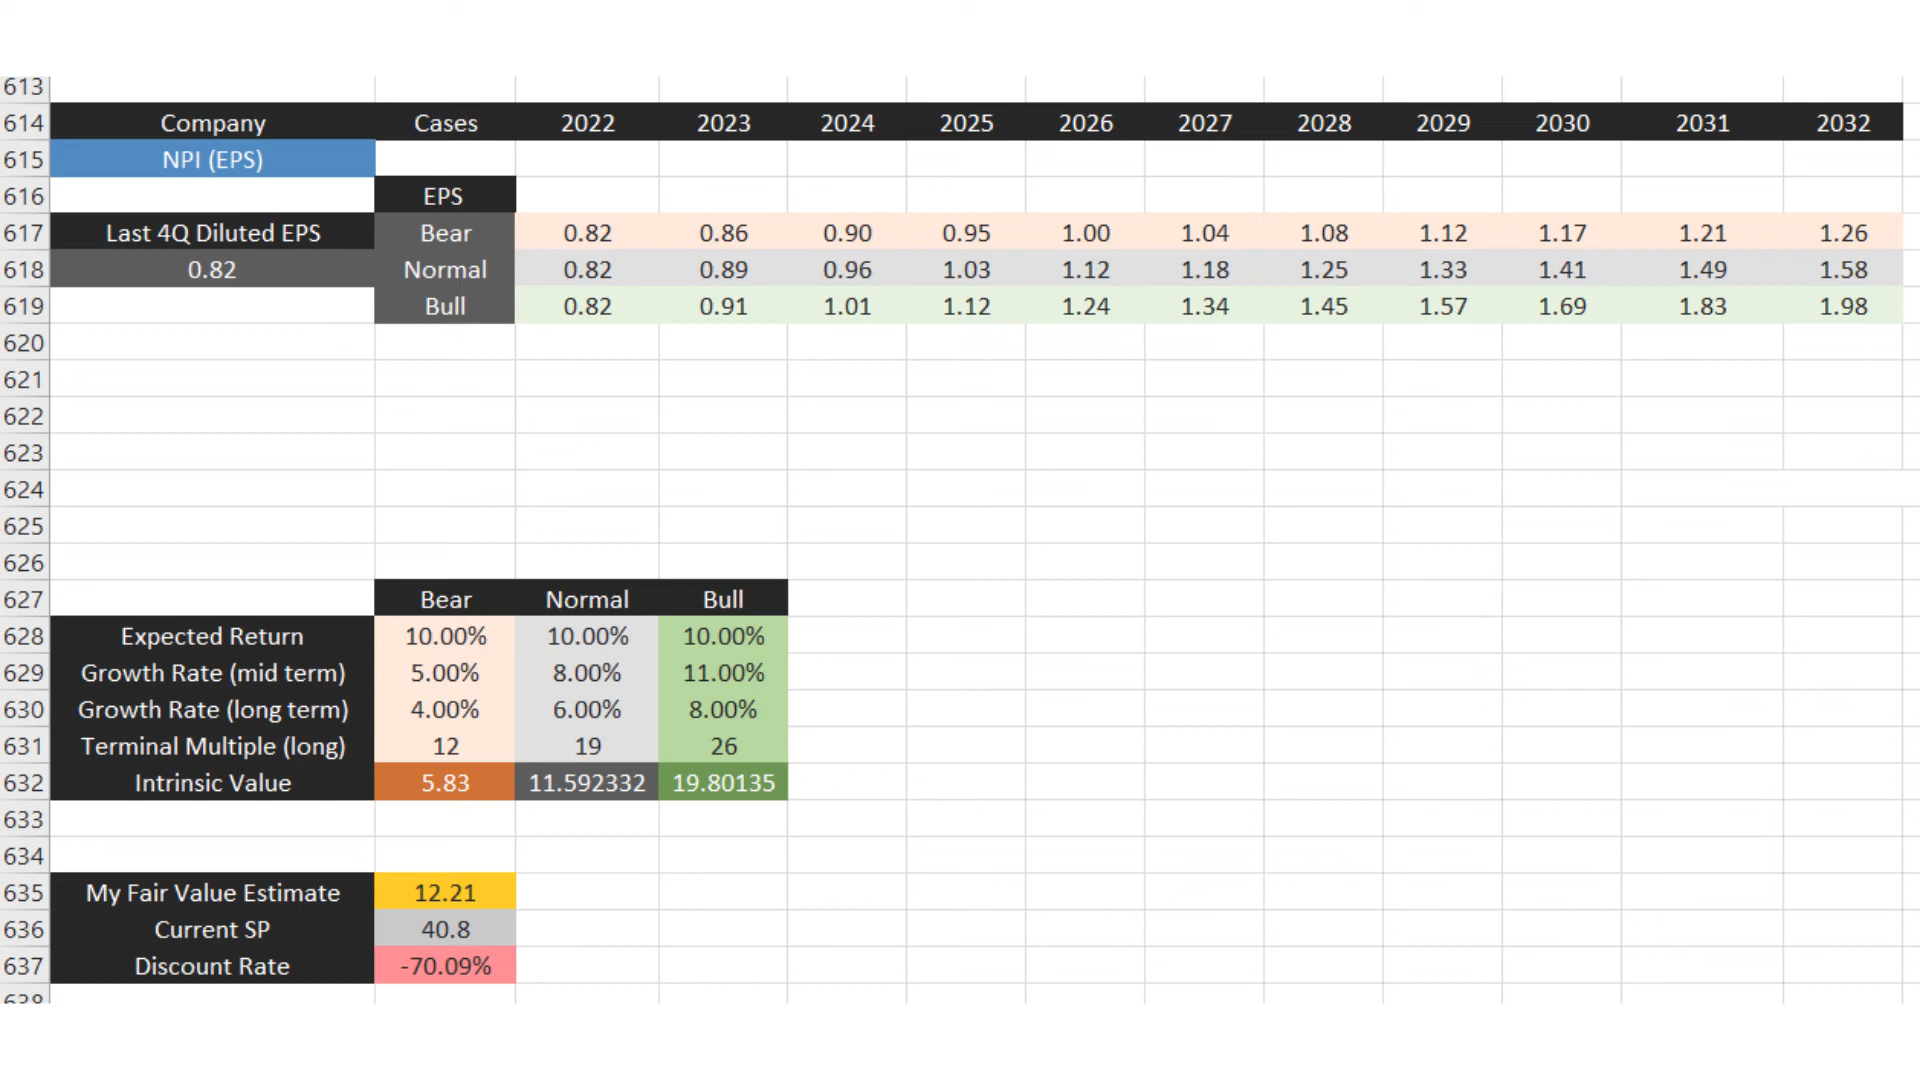 613
614 Company Cases 2022 2023 2024 2025 2026 2027 2028 2029 2030 2031 2032
615 NPI (EPS)
616 EPS
617 Last 4Q Diluted EPS Bear 0.82 0.86 0.90 0.95 1.00 1.04 1.08 1.12 1.17 1.21 1.26
618 0.82 Normal 0.82 0.89 0.96 1.03 1.12 1.18 1.25 1.33 1.41 1.49 1.58
619 Bull 0.82 0.91 1.01 1.12 1.24 1.34 1.45 1.57 1.69 1.83 1.98
620
621
622
623
624
625
626
627 Bear Normal Bull
628 Expected Return 10.00% 10.00% 10.00%
629 Growth Rate (mid term) 5.00% 8.00% 11.00%
630 Growth Rate (long term) 4.00% 6.00% 8.00%
631 Terminal Multiple (long) 12 19 26
632 Intrinsic Value 5.83 11.592332 19.80135
633
634
635 My Fair Value Estimate 12.21
636 Current SP 40.8
637 Discount Rate -70.09%
638